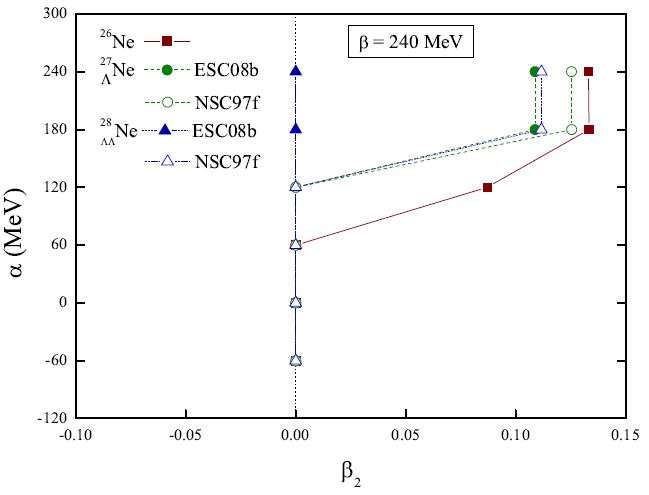 300
240
180
120
60
0
-60
-120
α (MeV)
β = 240 MeV
²⁶Ne
²⁷ΛNe ESC08b
NSC97f
²⁸ΛΛNe ESC08b
NSC97f
-0.10 -0.05 0.00 0.05 0.10 0.15
β₂